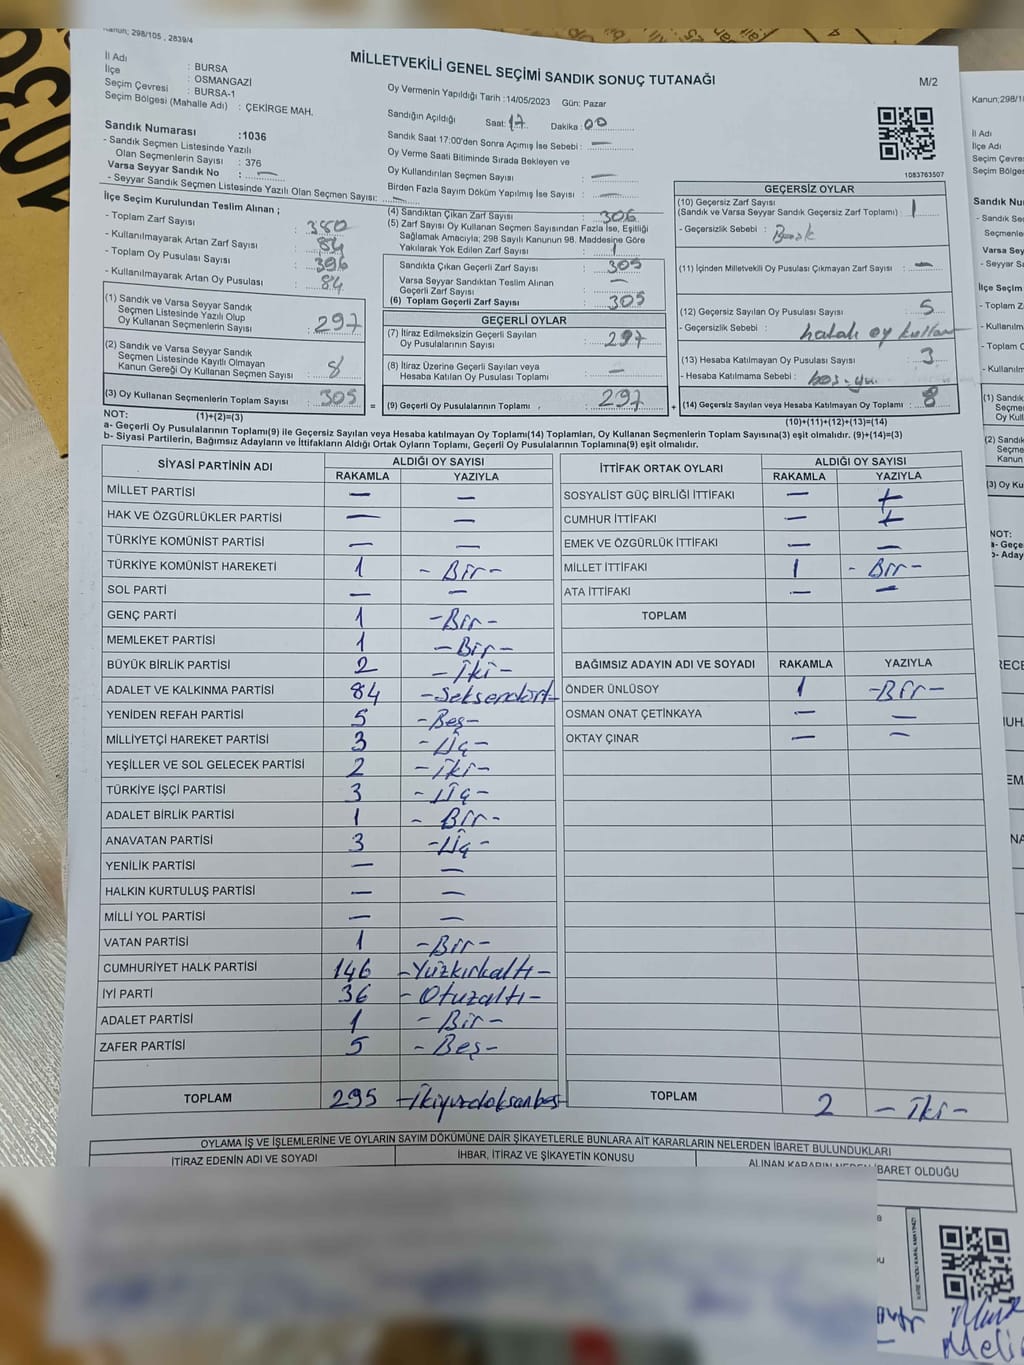 Kanun; 298/105 , 2839/4
MİLLETVEKİLİ GENEL SEÇİMİ SANDIK SONUÇ TUTANAĞI
M/2
İl Adı : BURSA
İlçe : OSMANGAZİ
Seçim Çevresi : BURSA-1
Seçim Bölgesi (Mahalle Adı) : ÇEKİRGE MAH.
Sandık Numarası :1036
- Sandık Seçmen Listesinde Yazılı
Olan Seçmenlerin Sayısı : 376
Varsa Seyyar Sandık No : —
- Seyyar Sandık Seçmen Listesinde Yazılı Olan Seçmen Sayısı: —
Oy Vermenin Yapıldığı Tarih :14/05/2023 Gün: Pazar
Sandığın Açıldığı Saat: 17 Dakika : 00
Sandık Saat 17:00'den Sonra Açımış İse Sebebi : —
Oy Verme Saati Bitiminde Sırada Bekleyen ve
Oy Kullandırılan Seçmen Sayısı : —
Birden Fazla Sayım Döküm Yapılmış İse Sayısı : —
1083763507
İlçe Seçim Kurulundan Teslim Alınan ;
- Toplam Zarf Sayısı : 380
- Kullanılmayarak Artan Zarf Sayısı : 84
- Toplam Oy Pusulası Sayısı : 396
- Kullanılmayarak Artan Oy Pusulası : 84
(1) Sandık ve Varsa Seyyar Sandık
Seçmen Listesinde Yazılı Olup
Oy Kullanan Seçmenlerin Sayısı : 297
(2) Sandık ve Varsa Seyyar Sandık
Seçmen Listesinde Kayıtlı Olmayan
Kanun Gereği Oy Kullanan Seçmen Sayısı : 8
(3) Oy Kullanan Seçmenlerin Toplam Sayısı : 305
(4) Sandıktan Çıkan Zarf Sayısı : 306
(5) Zarf Sayısı Oy Kullanan Seçmen Sayısından Fazla İse, Eşitliği
Sağlamak Amacıyla; 298 Sayılı Kanunun 98. Maddesine Göre
Yakılarak Yok Edilen Zarf Sayısı : 1
Sandıkta Çıkan Geçerli Zarf Sayısı : 305
Varsa Seyyar Sandıktan Teslim Alınan
Geçerli Zarf Sayısı : —
(6) Toplam Geçerli Zarf Sayısı : 305
GEÇERLİ OYLAR
(7) İtiraz Edilmeksizin Geçerli Sayılan
Oy Pusulalarının Sayısı : 297
(8) İtiraz Üzerine Geçerli Sayılan veya
Hesaba Katılan Oy Pusulası Toplamı : —
= (9) Geçerli Oy Pusulalarının Toplamı : 297
GEÇERSİZ OYLAR
(10) Geçersiz Zarf Sayısı
(Sandık ve Varsa Seyyar Sandık Geçersiz Zarf Toplamı) : 1
- Geçersizlik Sebebi :
(11) İçinden Milletvekili Oy Pusulası Çıkmayan Zarf Sayısı : —
(12) Geçersiz Sayılan Oy Pusulası Sayısı : 5
- Geçersizlik Sebebi : hatalı oy kullan
(13) Hesaba Katılmayan Oy Pusulası Sayısı : 3
- Hesaba Katılmama Sebebi :
+ (14) Geçersiz Sayılan veya Hesaba Katılmayan Oy Toplamı : 8
NOT: (1)+(2)=(3)
(10)+(11)+(12)+(13)=(14)
a- Geçerli Oy Pusulalarının Toplamı(9) ile Geçersiz Sayılan veya Hesaba katılmayan Oy Toplamı(14) Toplamları, Oy Kullanan Seçmenlerin Toplam Sayısına(3) eşit olmalıdır. (9)+(14)=(3)
b- Siyasi Partilerin, Bağımsız Adayların ve İttifakların Aldığı Ortak Oyların Toplamı, Geçerli Oy Pusulalarının Toplamına(9) eşit olmalıdır.
SİYASİ PARTİNİN ADI ALDIĞI OY SAYISI
RAKAMLA YAZIYLA
MİLLET PARTİSİ — —
HAK VE ÖZGÜRLÜKLER PARTİSİ — —
TÜRKİYE KOMÜNİST PARTİSİ — —
TÜRKİYE KOMÜNİST HAREKETİ 1 - Bir -
SOL PARTİ — —
GENÇ PARTİ 1 - Bir -
MEMLEKET PARTİSİ 1 - Bir -
BÜYÜK BİRLİK PARTİSİ 2 - İki -
ADALET VE KALKINMA PARTİSİ 84 - Seksendört -
YENİDEN REFAH PARTİSİ 5 - Beş -
MİLLİYETÇİ HAREKET PARTİSİ 3 - Üç -
YEŞİLLER VE SOL GELECEK PARTİSİ 2 - İki -
TÜRKİYE İŞÇİ PARTİSİ 3 - Üç -
ADALET BİRLİK PARTİSİ 1 - Bir -
ANAVATAN PARTİSİ 3 - Üç -
YENİLİK PARTİSİ — —
HALKIN KURTULUŞ PARTİSİ — —
MİLLİ YOL PARTİSİ — —
VATAN PARTİSİ 1 - Bir -
CUMHURİYET HALK PARTİSİ 146 - Yüzkırkaltı -
İYİ PARTİ 36 - Otuzaltı -
ADALET PARTİSİ 1 - Bir -
ZAFER PARTİSİ 5 - Beş -
TOPLAM 295 - İkiyüzdoksanbeş -
İTTİFAK ORTAK OYLARI ALDIĞI OY SAYISI
RAKAMLA YAZIYLA
SOSYALİST GÜÇ BİRLİĞİ İTTİFAKI —
CUMHUR İTTİFAKI —
EMEK VE ÖZGÜRLÜK İTTİFAKI — —
MİLLET İTTİFAKI 1 - Bir -
ATA İTTİFAKI — —
TOPLAM
BAĞIMSIZ ADAYIN ADI VE SOYADI RAKAMLA YAZIYLA
ÖNDER ÜNLÜSOY 1 - Bir -
OSMAN ONAT ÇETİNKAYA — —
OKTAY ÇINAR — —
TOPLAM 2 - İki -
OYLAMA İŞ VE İŞLEMLERİNE VE OYLARIN SAYIM DÖKÜMÜNE DAİR ŞİKAYETLERLE BUNLARA AİT KARARLARIN NELERDEN İBARET BULUNDUKLARI
İTİRAZ EDENİN ADI VE SOYADI
İHBAR, İTİRAZ VE ŞİKAYETİN KONUSU
ALINAN KARARIN NEDEN İBARET OLDUĞU
Kanun;298/1
İl Adı
İlçe Adı
Seçim Çevre
Seçim Bölges
Sandık Nu